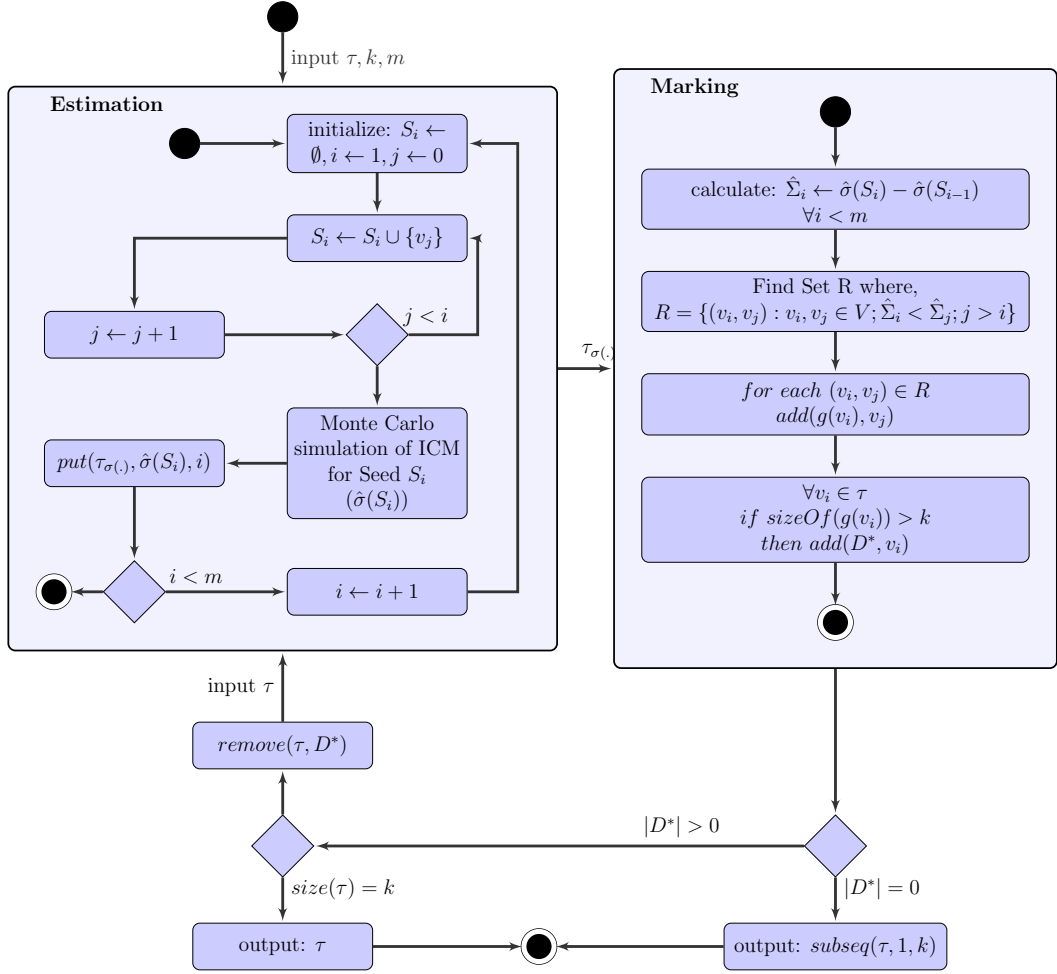 input τ, k, m
Estimation
initialize: S_i ←
∅, i ← 1, j ← 0
S_i ← S_i ∪ {v_j}
j ← j + 1
j < i
Monte Carlo
simulation of ICM
for Seed S_i
(σ̂(S_i))
put(τ_{σ(.)}, σ̂(S_i), i)
i < m
i ← i + 1
τ_{σ(.)}
Marking
calculate: Σ̂_i ← σ̂(S_i) − σ̂(S_{i−1})
∀i < m
Find Set R where,
R = {(v_i, v_j) : v_i, v_j ∈ V; Σ̂_i < Σ̂_j; j > i}
for each (v_i, v_j) ∈ R
add(g(v_i), v_j)
∀v_i ∈ τ
if sizeOf(g(v_i)) > k
then add(D*, v_i)
input τ
remove(τ, D*)
|D*| > 0
size(τ) = k
|D*| = 0
output: τ
output: subseq(τ, 1, k)